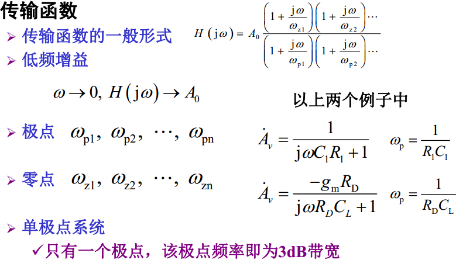 传输函数
传输函数的一般形式
H(jω) = A₀ (1 + jω/ω_z1)(1 + jω/ω_z2)⋯ / (1 + jω/ω_p1)(1 + jω/ω_p2)⋯
低频增益
ω → 0, H(jω) → A₀
极点 ω_p1, ω_p2, ⋯, ω_pn
零点 ω_z1, ω_z2, ⋯, ω_zn
单极点系统
✓只有一个极点，该极点频率即为3dB带宽
以上两个例子中
Ȧ_v = 1 / (jωC₁R₁ + 1) ω_p = 1 / (R₁C₁)
Ȧ_v = −g_m R_D / (jωR_D C_L + 1) ω_p = 1 / (R_D C_L)